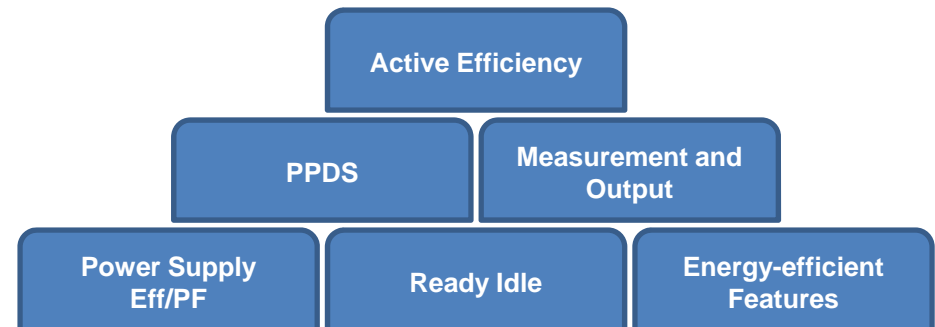 Active Efficiency
PPDS
Measurement and
Output
Power Supply
Eff/PF
Ready Idle
Energy-efficient
Features